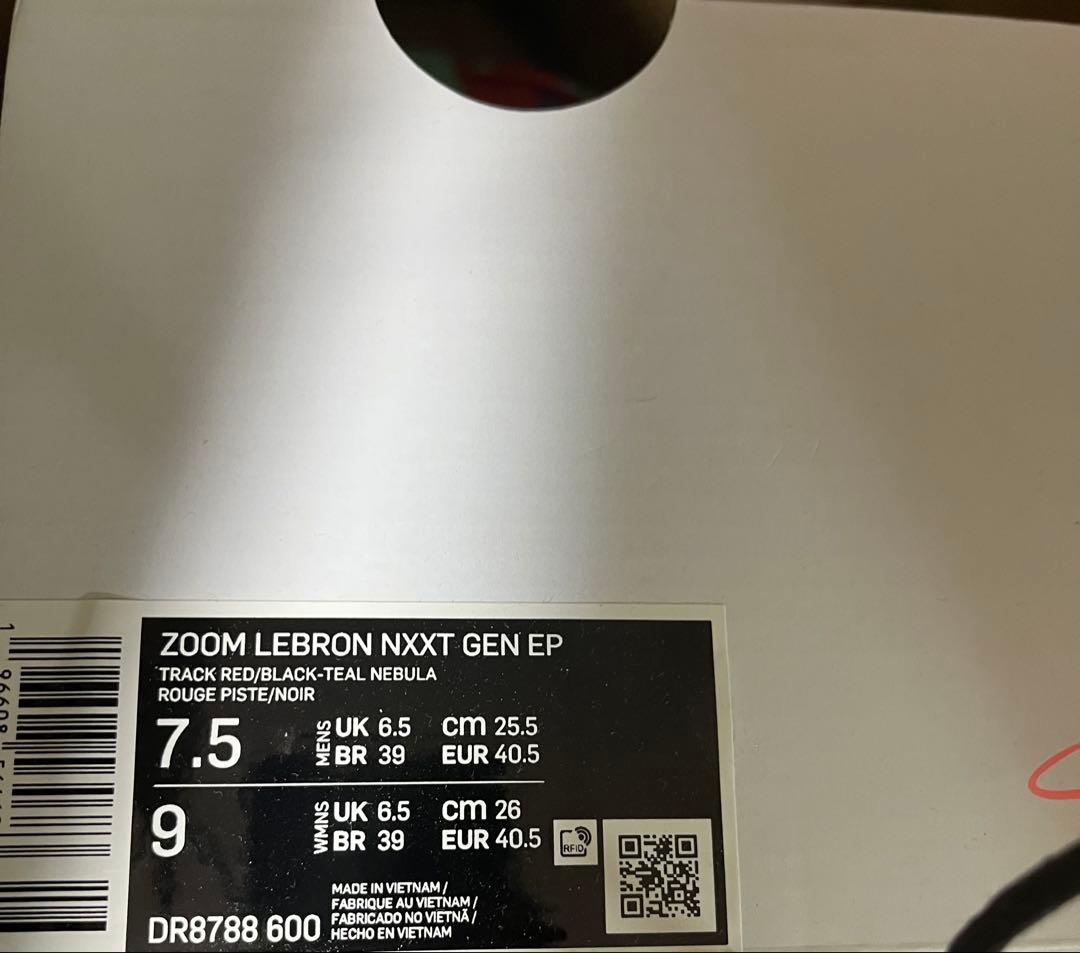 ZOOM LEBRON NXXT GEN EP
TRACK RED/BLACK-TEAL NEBULA
ROUGE PISTE/NOIR
7.5 MENS UK 6.5 cm 25.5
BR 39 EUR 40.5
9 WMNS UK 6.5 cm 26
BR 39 EUR 40.5
RFID
MADE IN VIETNAM /
FABRIQUE AU VIETNAM /
FABRICADO NO VIETNÃ /
HECHO EN VIETNAM
DR8788 600